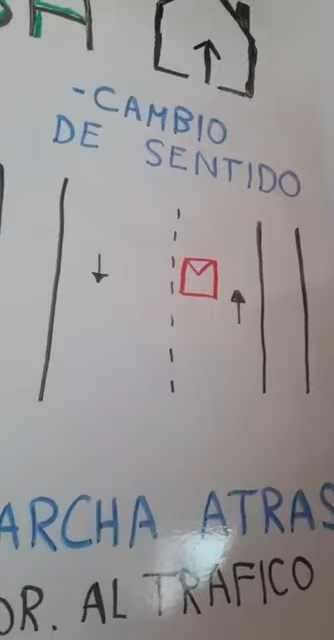 -CAMBIO
DE SENTIDO
ARCHA ATRAS
OR. AL TRAFICO